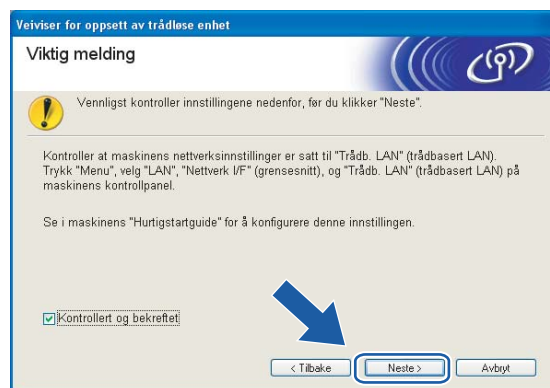 Veiviser for oppsett av trådløse enhet
Viktig melding
Vennligst kontroller innstillingene nedenfor, før du klikker "Neste".
Kontroller at maskinens nettverksinnstillinger er satt til "Trådb. LAN" (trådbasert LAN).
Trykk "Menu", velg "LAN", "Nettverk I/F" (grensesnitt), og "Trådb. LAN" (trådbasert LAN) på
maskinens kontrollpanel.
Se i maskinens "Hurtigstartguide" for å konfigurere denne innstillingen.
Kontrollert og bekreftet
< Tilbake Neste > Avbryt